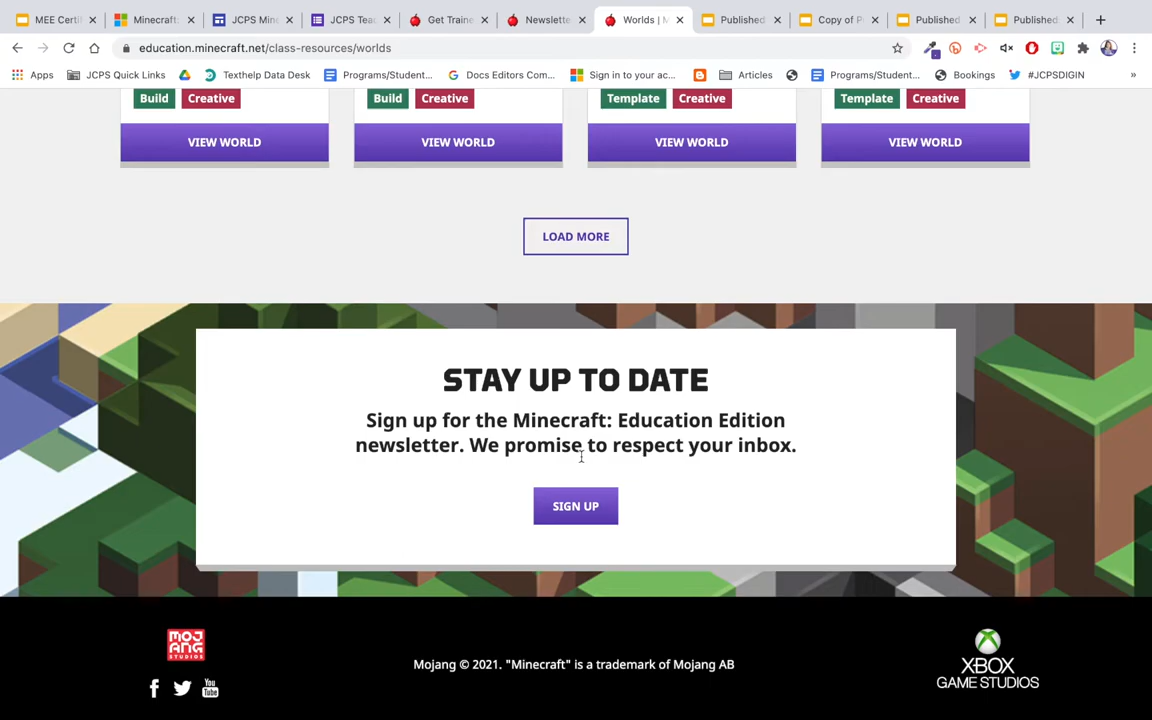 MEE Certi
Minecraft:
JCPS Min
JCPS Tea
Get Traine
Newslette
Worlds | M
Published
Copy of P
Published
Published
education.minecraft.net/class-resources/worlds
Apps
JCPS Quick Links
Texthelp Data Desk
Programs/Student...
Docs Editors Com...
Sign in to your ac...
Articles
Programs/Student...
Bookings
#JCPSDIGIN
»
Build Creative
Build Creative
Template Creative
Template Creative
VIEW WORLD
VIEW WORLD
VIEW WORLD
VIEW WORLD
LOAD MORE
STAY UP TO DATE
Sign up for the Minecraft: Education Edition
newsletter. We promise to respect your inbox.
SIGN UP
MOJANG
STUDIOS
Mojang © 2021. "Minecraft" is a trademark of Mojang AB
XBOX
GAME STUDIOS
You
Tube